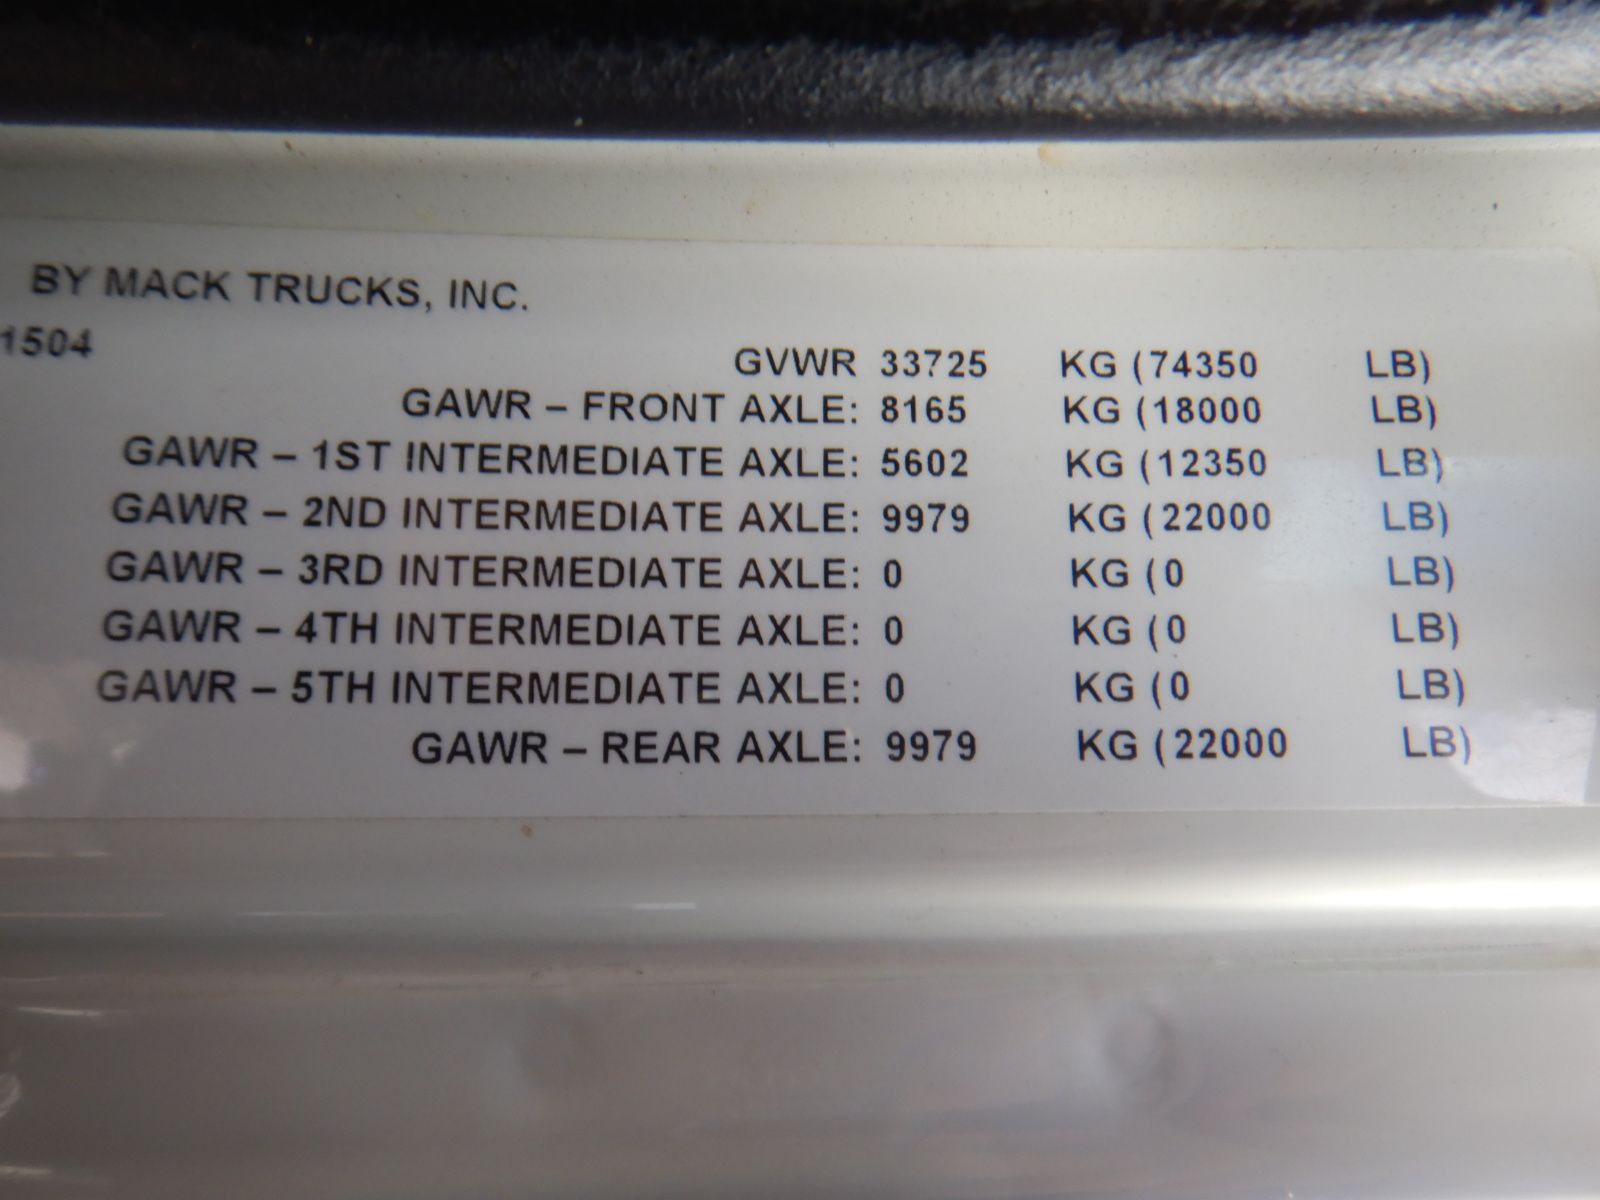 BY MACK TRUCKS, INC.
1504
GVWR 33725 KG (74350 LB)
GAWR – FRONT AXLE: 8165 KG (18000 LB)
GAWR – 1ST INTERMEDIATE AXLE: 5602 KG (12350 LB)
GAWR – 2ND INTERMEDIATE AXLE: 9979 KG (22000 LB)
GAWR – 3RD INTERMEDIATE AXLE: 0 KG (0 LB)
GAWR – 4TH INTERMEDIATE AXLE: 0 KG (0 LB)
GAWR – 5TH INTERMEDIATE AXLE: 0 KG (0 LB)
GAWR – REAR AXLE: 9979 KG (22000 LB)